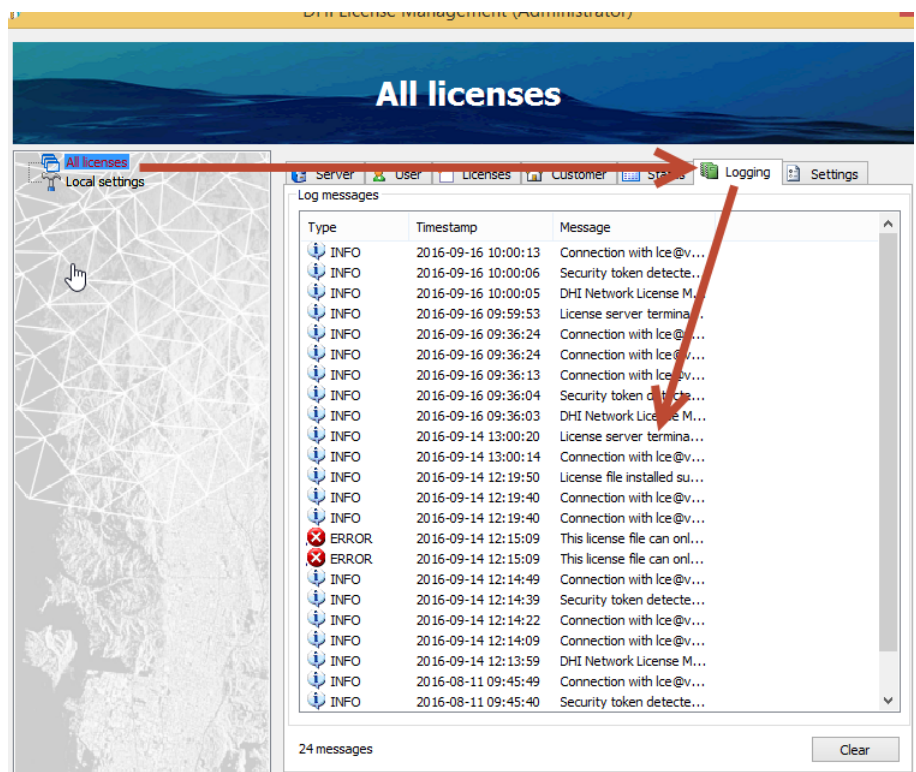 DHI License Management (Administrator)
All licenses
All licenses
Local settings
Server User Licenses Customer Status Logging Settings
Log messages
Type Timestamp Message
INFO 2016-09-16 10:00:13 Connection with lce@v...
INFO 2016-09-16 10:00:06 Security token detecte...
INFO 2016-09-16 10:00:05 DHI Network License M...
INFO 2016-09-16 09:59:53 License server termina...
INFO 2016-09-16 09:36:24 Connection with lce@v...
INFO 2016-09-16 09:36:24 Connection with lce@v...
INFO 2016-09-16 09:36:13 Connection with lce@v...
INFO 2016-09-16 09:36:04 Security token detecte...
INFO 2016-09-16 09:36:03 DHI Network License M...
INFO 2016-09-14 13:00:20 License server termina...
INFO 2016-09-14 13:00:14 Connection with lce@v...
INFO 2016-09-14 12:19:50 License file installed su...
INFO 2016-09-14 12:19:40 Connection with lce@v...
INFO 2016-09-14 12:19:40 Connection with lce@v...
ERROR 2016-09-14 12:15:09 This license file can onl...
ERROR 2016-09-14 12:15:09 This license file can onl...
INFO 2016-09-14 12:14:49 Connection with lce@v...
INFO 2016-09-14 12:14:39 Security token detecte...
INFO 2016-09-14 12:14:22 Connection with lce@v...
INFO 2016-09-14 12:14:09 Connection with lce@v...
INFO 2016-09-14 12:13:59 DHI Network License M...
INFO 2016-08-11 09:45:49 Connection with lce@v...
INFO 2016-08-11 09:45:40 Security token detecte...
24 messages
Clear